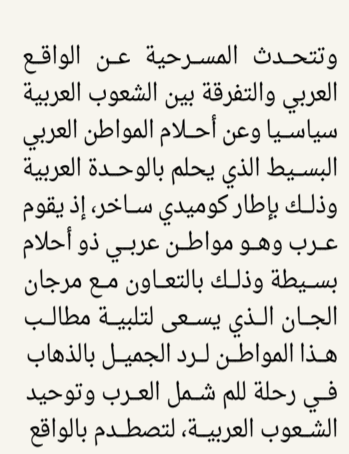 وتتحدث المسرحية عن الواقع
العربي والتفرقة بين الشعوب العربية
سياسيا وعن أحلام المواطن العربي
البسيط الذي يحلم بالوحدة العربية
وذلك بإطار كوميدي ساخر، إذ يقوم
عرب وهو مواطن عربي ذو أحلام
بسيطة وذلك بالتعاون مع مرجان
الجان الذي يسعى لتلبية مطالب
هذا المواطن لرد الجميل بالذهاب
في رحلة للم شمل العرب وتوحيد
الشعوب العربية، لتصطدم بالواقع